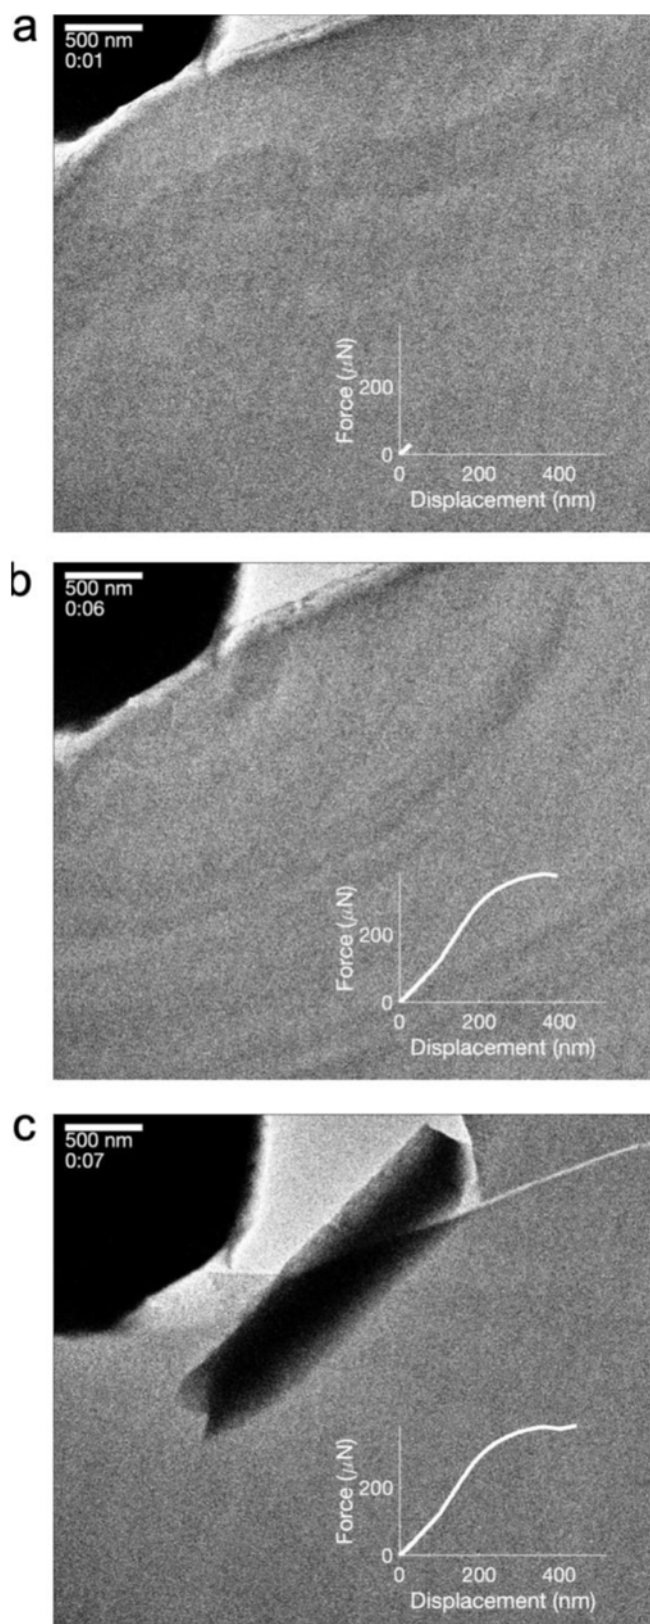 a
500 nm
0:01
Force (μN)
200
0
0 200 400
Displacement (nm)
b
500 nm
0:06
Force (μN)
200
0
0 200 400
Displacement (nm)
c
500 nm
0:07
Force (μN)
200
0
0 200 400
Displacement (nm)